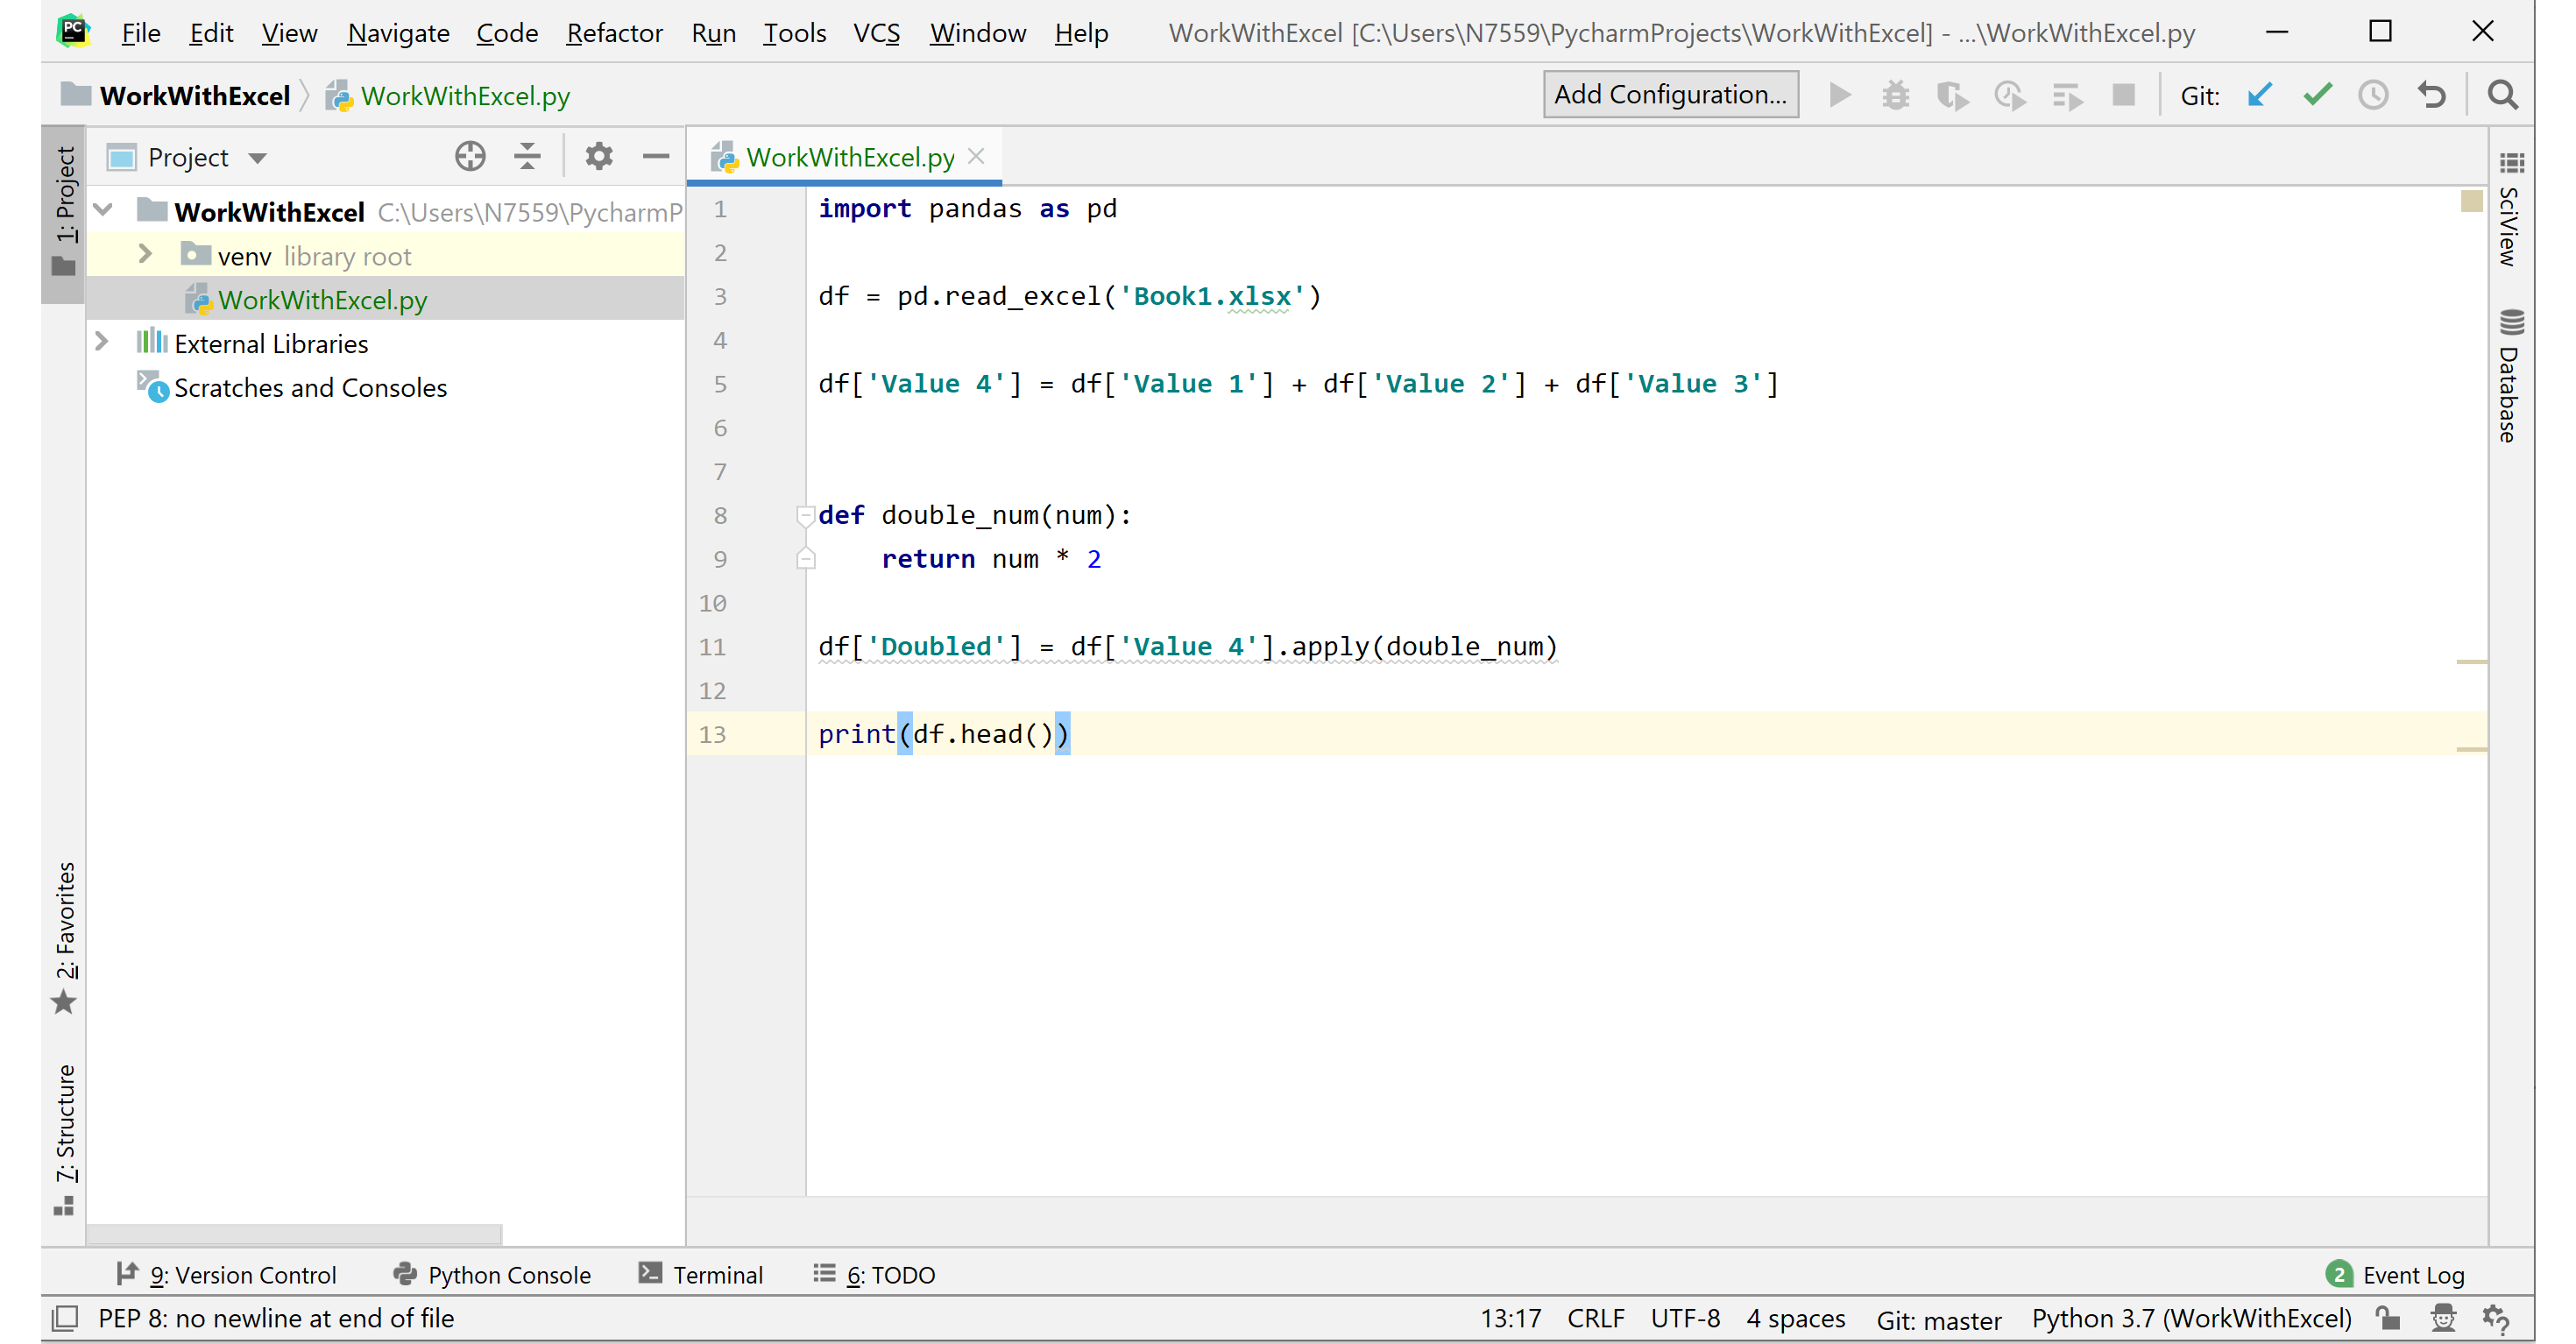 PC
File Edit View Navigate Code Refactor Run Tools VCS Window Help WorkWithExcel [C:\Users\N7559\PycharmProjects\WorkWithExcel] - ...\WorkWithExcel.py
WorkWithExcel WorkWithExcel.py Add Configuration... Git:
1: Project
Project
WorkWithExcel C:\Users\N7559\PycharmP
venv library root
WorkWithExcel.py
External Libraries
Scratches and Consoles
2: Favorites
7: Structure
WorkWithExcel.py
1 import pandas as pd
2
3 df = pd.read_excel('Book1.xlsx')
4
5 df['Value 4'] = df['Value 1'] + df['Value 2'] + df['Value 3']
6
7
8 def double_num(num):
9     return num * 2
10
11 df['Doubled'] = df['Value 4'].apply(double_num)
12
13 print(df.head())
SciView
Database
9: Version Control Python Console Terminal 6: TODO 2 Event Log
PEP 8: no newline at end of file 13:17 CRLF UTF-8 4 spaces Git: master Python 3.7 (WorkWithExcel)